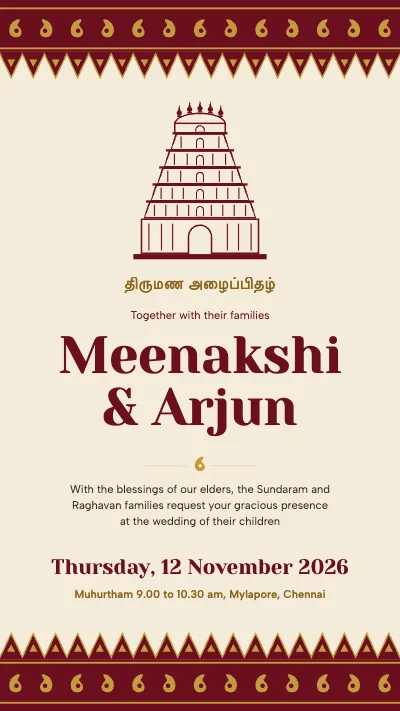 திருமண அழைப்பிதழ்
Together with their families
Meenakshi
& Arjun
With the blessings of our elders, the Sundaram and
Raghavan families request your gracious presence
at the wedding of their children
Thursday, 12 November 2026
Muhurtham 9.00 to 10.30 am, Mylapore, Chennai